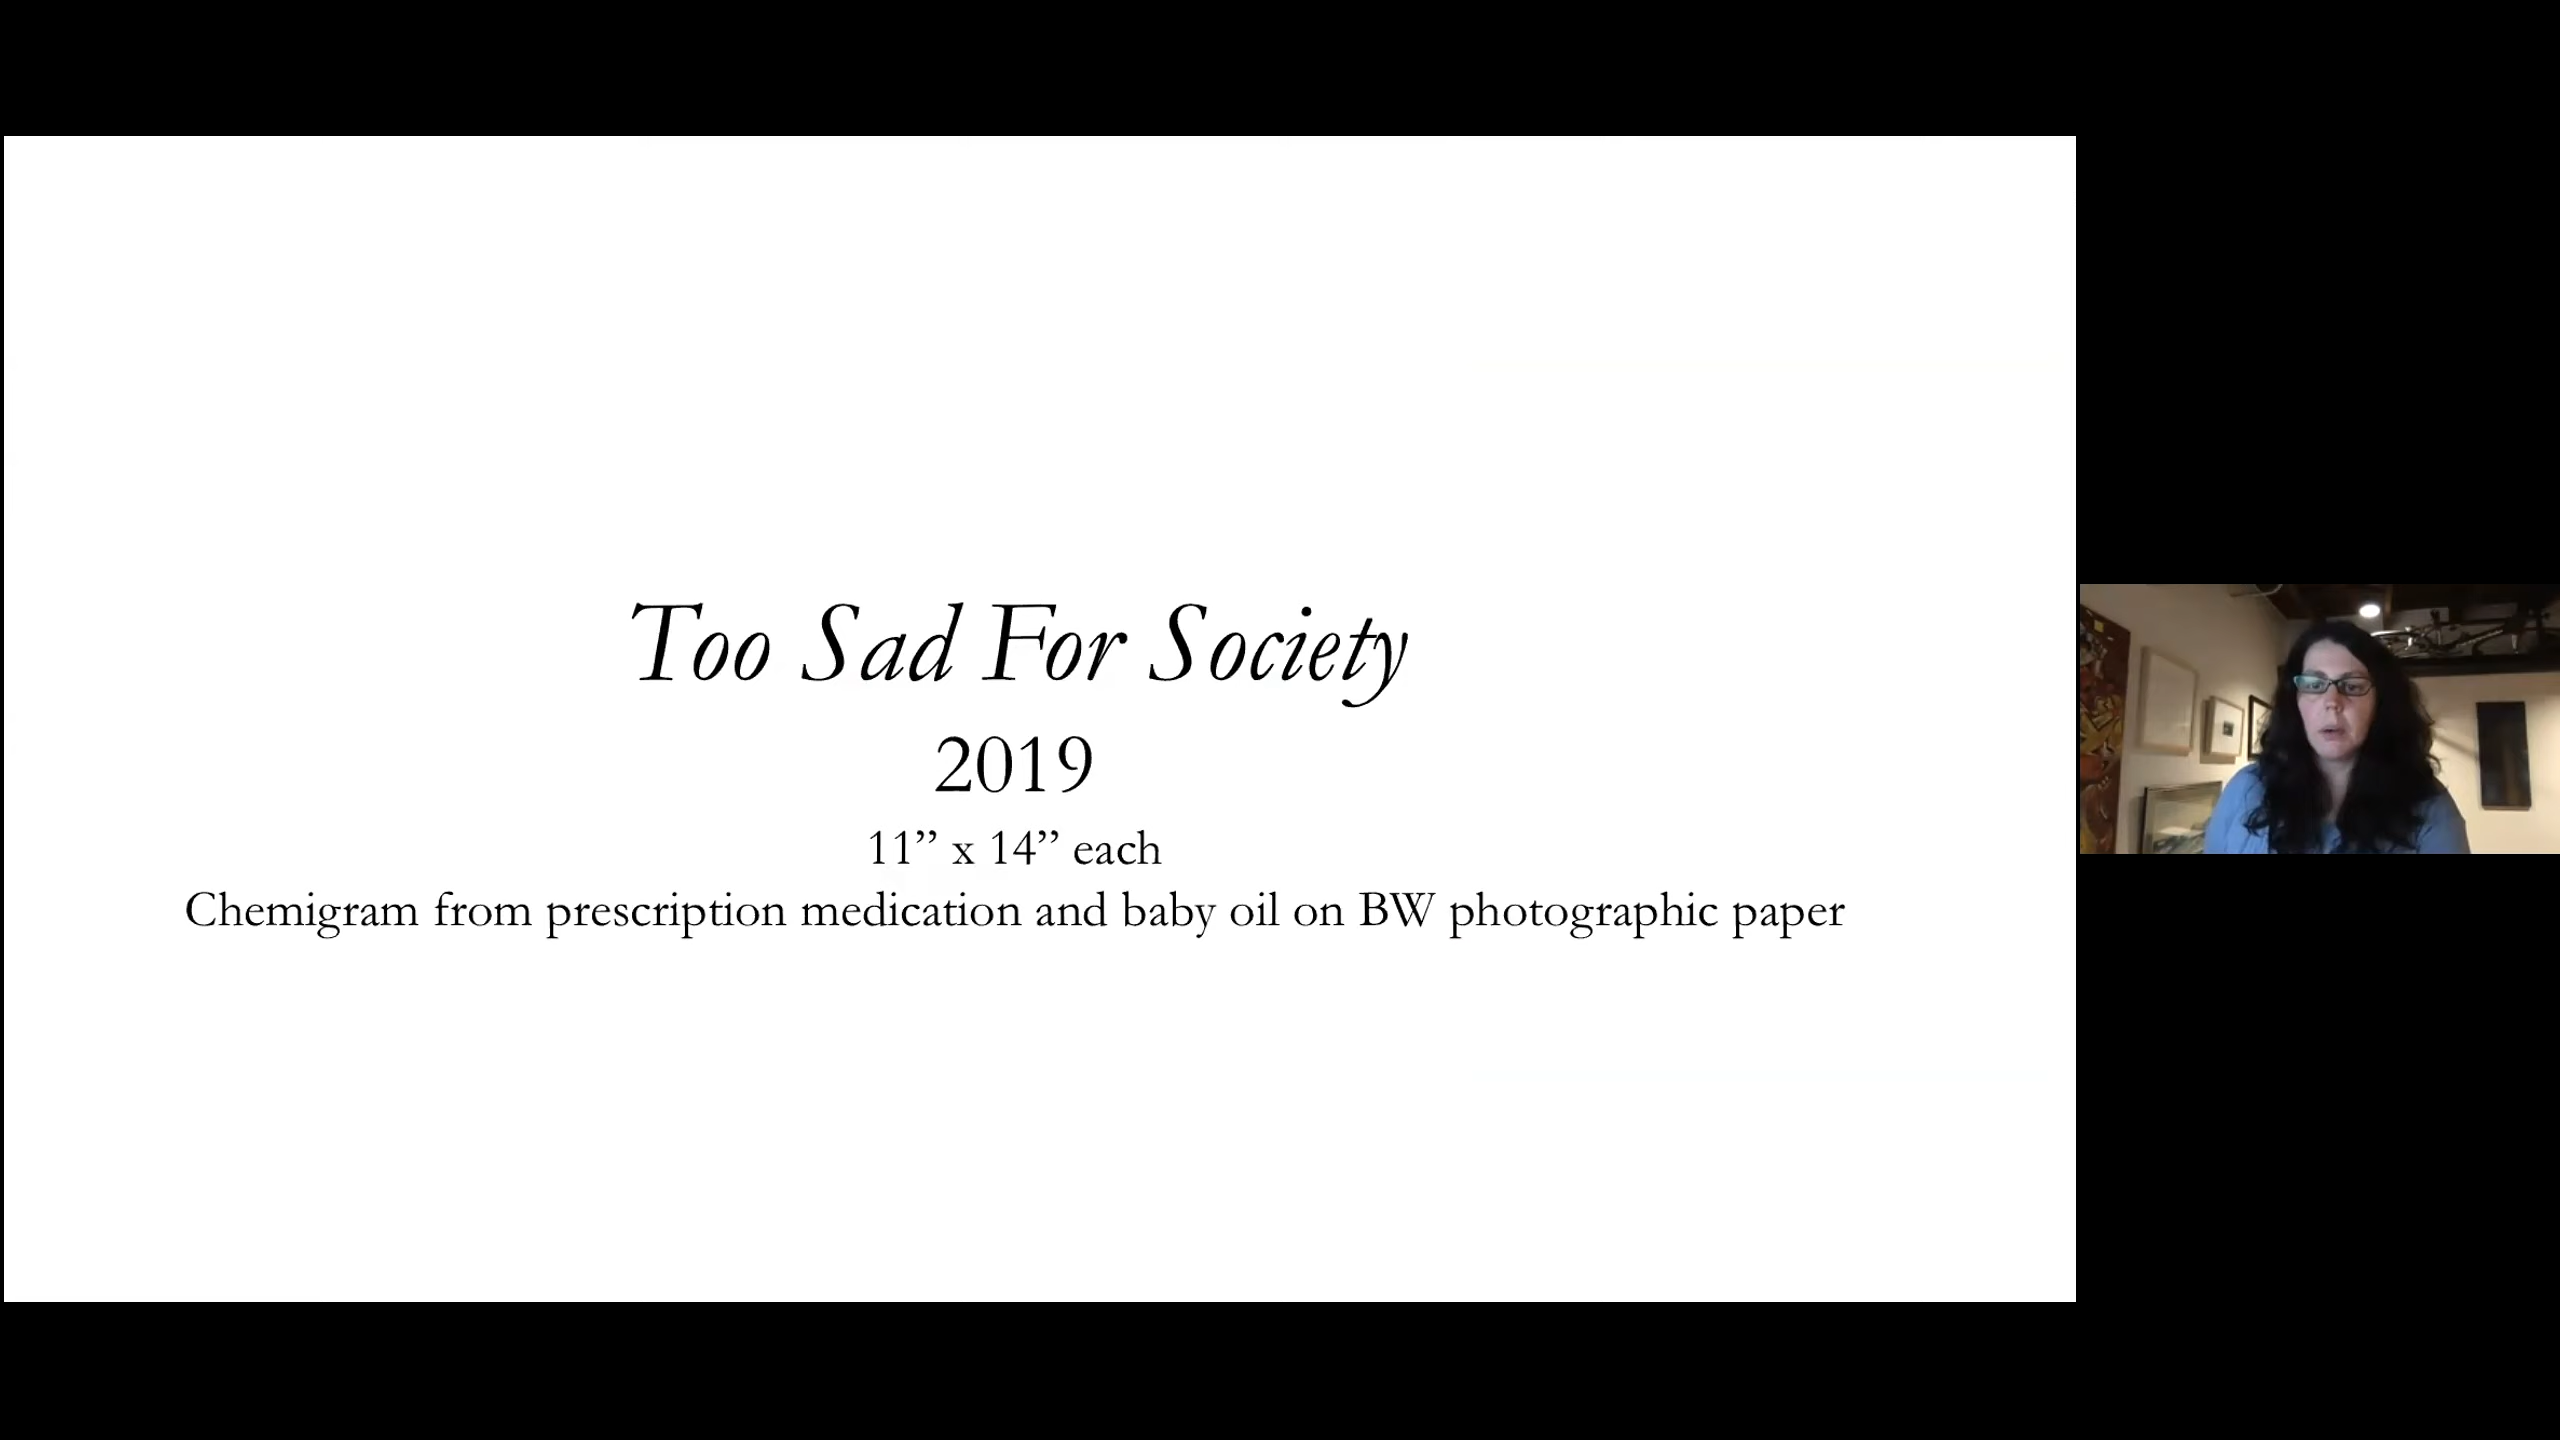 Too Sad For Society
2019
11” x 14” each
Chemigram from prescription medication and baby oil on BW photographic paper